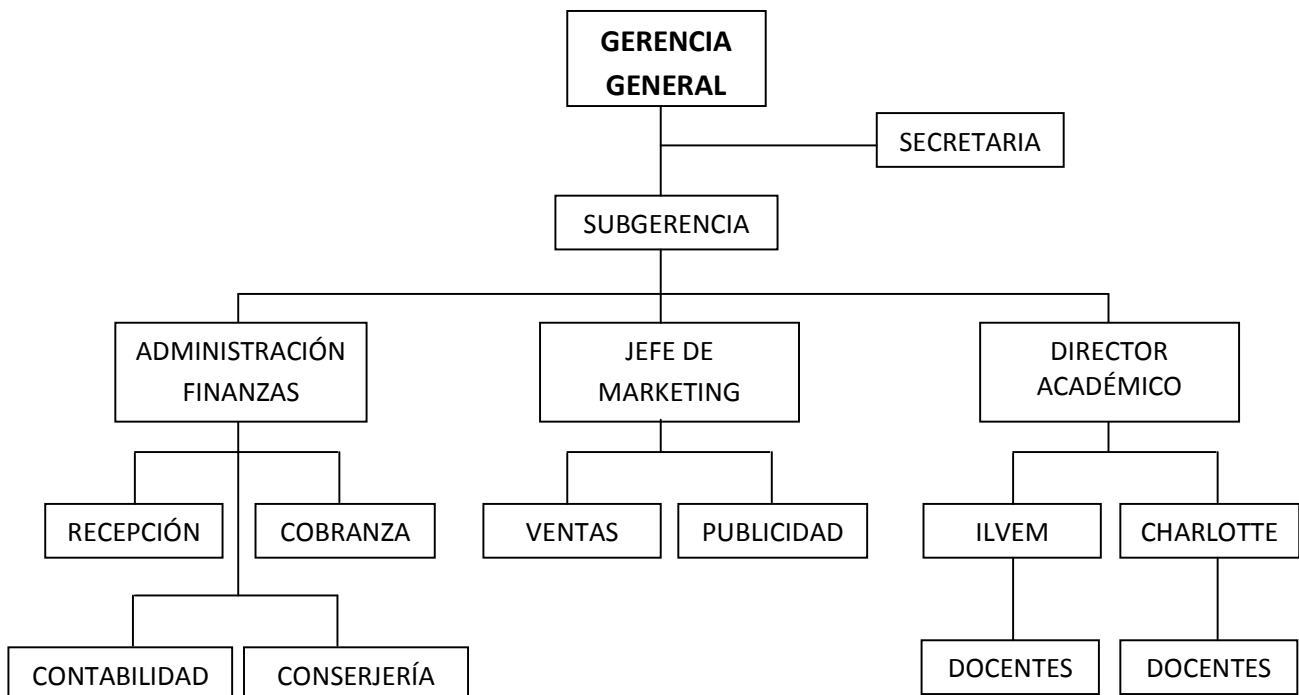 GERENCIA
GENERAL
SECRETARIA
SUBGERENCIA
ADMINISTRACIÓN
FINANZAS
JEFE DE
MARKETING
DIRECTOR
ACADÉMICO
RECEPCIÓN
COBRANZA
VENTAS
PUBLICIDAD
ILVEM
CHARLOTTE
CONTABILIDAD
CONSERJERÍA
DOCENTES
DOCENTES